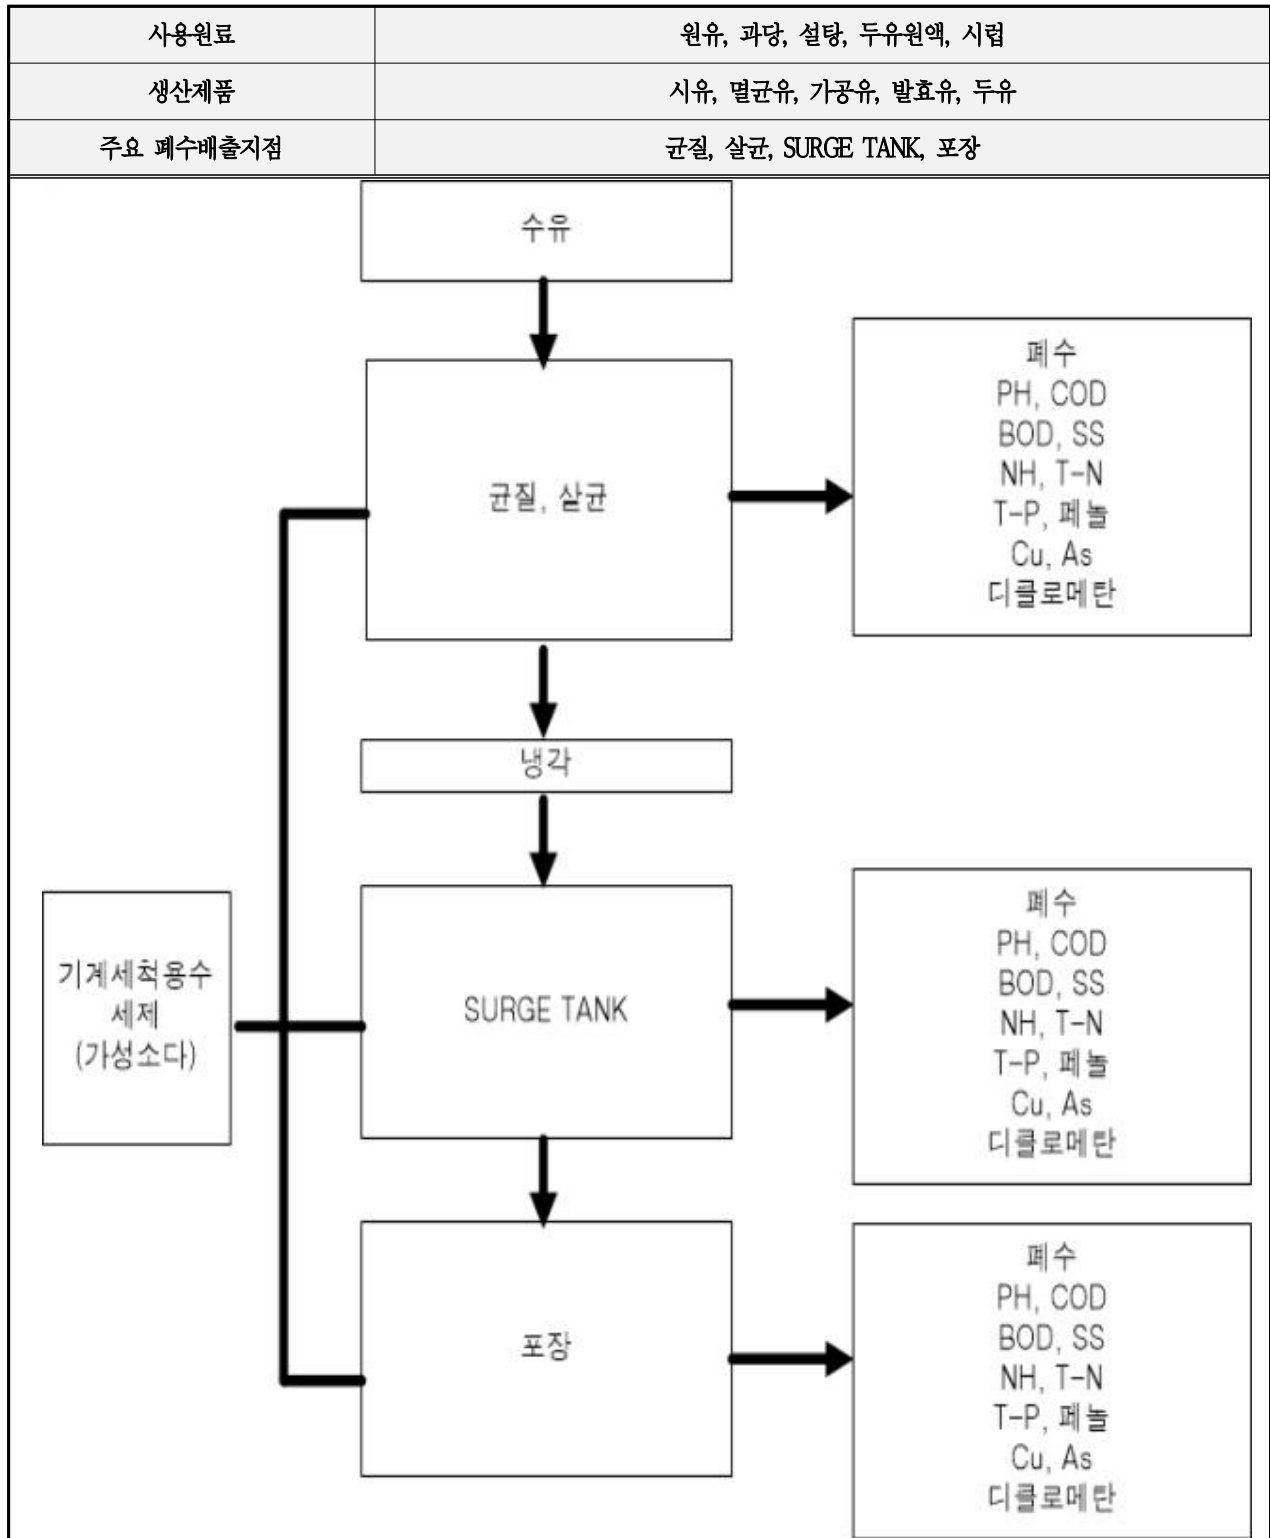 사용원료
원유, 과당, 설탕, 두유원액, 시럽
생산제품
시유, 멸균유, 가공유, 발효유, 두유
주요 폐수배출지점
균질, 살균, SURGE TANK, 포장
수유
균질, 살균
폐수
PH, COD
BOD, SS
NH, T-N
T-P, 페놀
Cu, As
디클로메탄
냉각
기계세척용수
세제
(가성소다)
SURGE TANK
폐수
PH, COD
BOD, SS
NH, T-N
T-P, 페놀
Cu, As
디클로메탄
포장
폐수
PH, COD
BOD, SS
NH, T-N
T-P, 페놀
Cu, As
디클로메탄